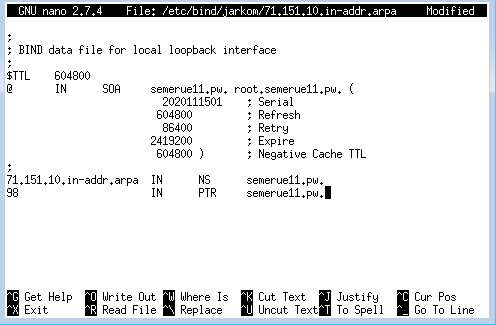 GNU nano 2.7.4 File: /etc/bind/jarkom/71.151.10.in-addr.arpa Modified
;
; BIND data file for local loopback interface
;
$TTL 604800
@ IN SOA semerue11.pw. root.semerue11.pw. (
2020111501 ; Serial
604800 ; Refresh
86400 ; Retry
2419200 ; Expire
604800 ) ; Negative Cache TTL
;
71.151.10.in-addr.arpa IN NS semerue11.pw.
98 IN PTR semerue11.pw.
^G Get Help ^O Write Out ^W Where Is ^K Cut Text ^J Justify ^C Cur Pos
^X Exit ^R Read File ^\ Replace ^U Uncut Text ^T To Spell ^_ Go To Line